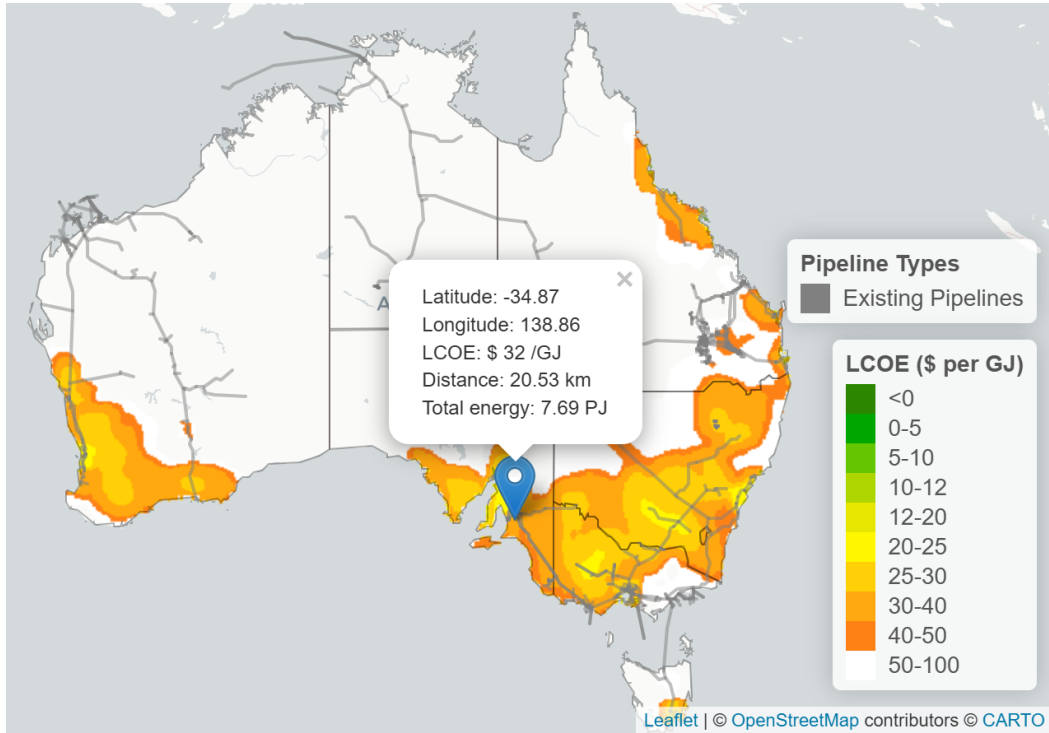 A
×
Latitude: -34.87
Longitude: 138.86
LCOE: $ 32 /GJ
Distance: 20.53 km
Total energy: 7.69 PJ
Pipeline Types
Existing Pipelines
LCOE ($ per GJ)
<0
0-5
5-10
10-12
12-20
20-25
25-30
30-40
40-50
50-100
Leaflet | © OpenStreetMap contributors © CARTO